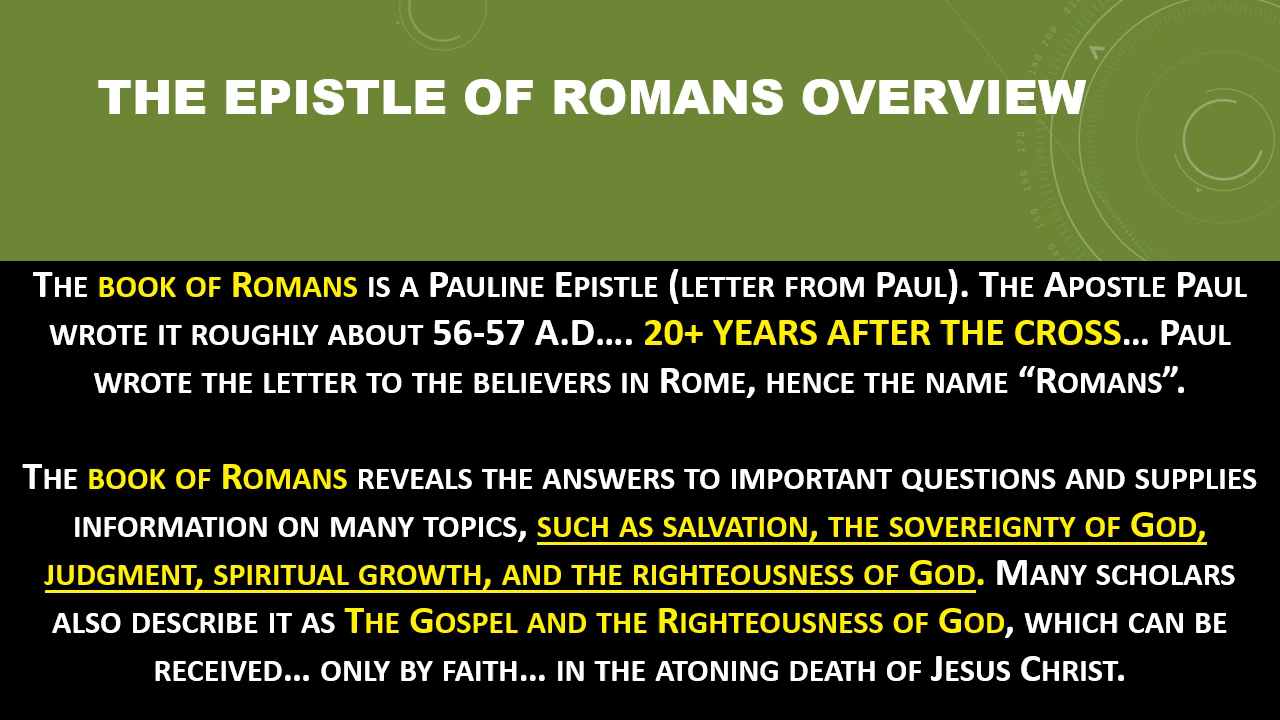 THE EPISTLE OF ROMANS OVERVIEW
The book of Romans is a Pauline Epistle (letter from Paul). The Apostle Paul
wrote it roughly about 56-57 A.D.... 20+ YEARS AFTER THE CROSS... Paul
wrote the letter to the believers in Rome, hence the name “Romans”.
The book of Romans reveals the answers to important questions and supplies
information on many topics, such as salvation, the sovereignty of God,
judgment, spiritual growth, and the righteousness of God. Many scholars
also describe it as The Gospel and the Righteousness of God, which can be
received... only by faith... in the atoning death of Jesus Christ.
200
190
170
160
150